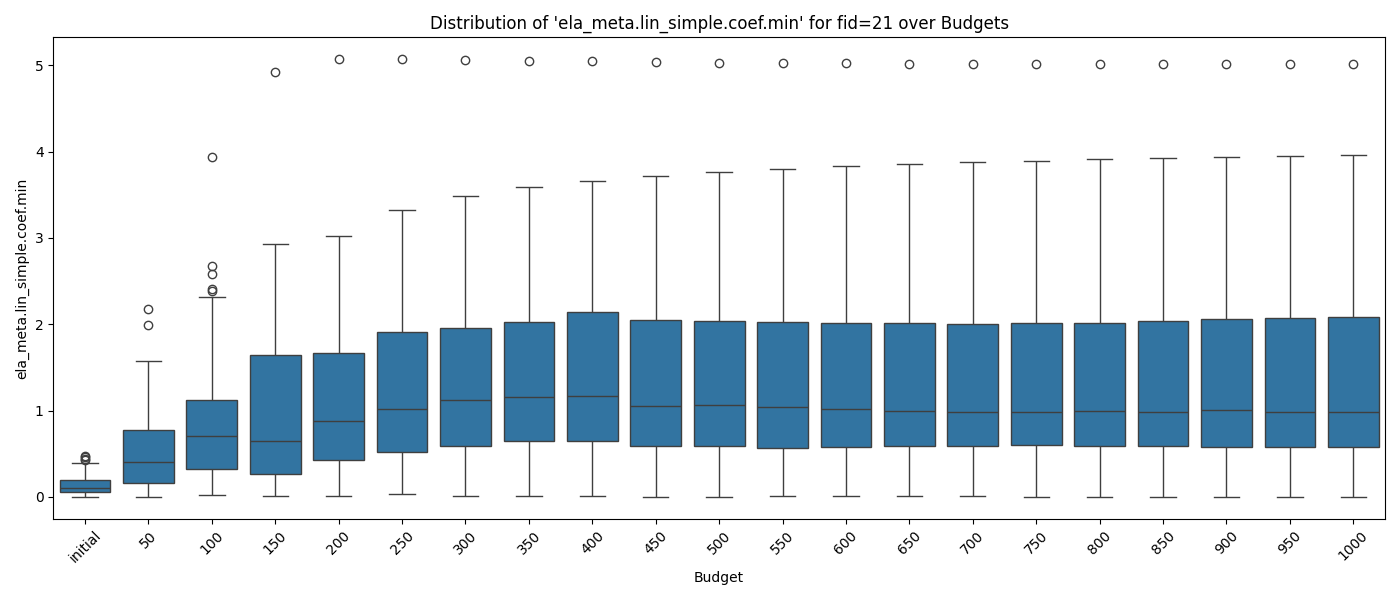 Distribution of 'ela_meta.lin_simple.coef.min' for fid=21 over Budgets
ela_meta.lin_simple.coef.min
5
4
3
2
1
0
initial 50 100 150 200 250 300 350 400 450 500 550 600 650 700 750 800 850 900 950 1000
Budget